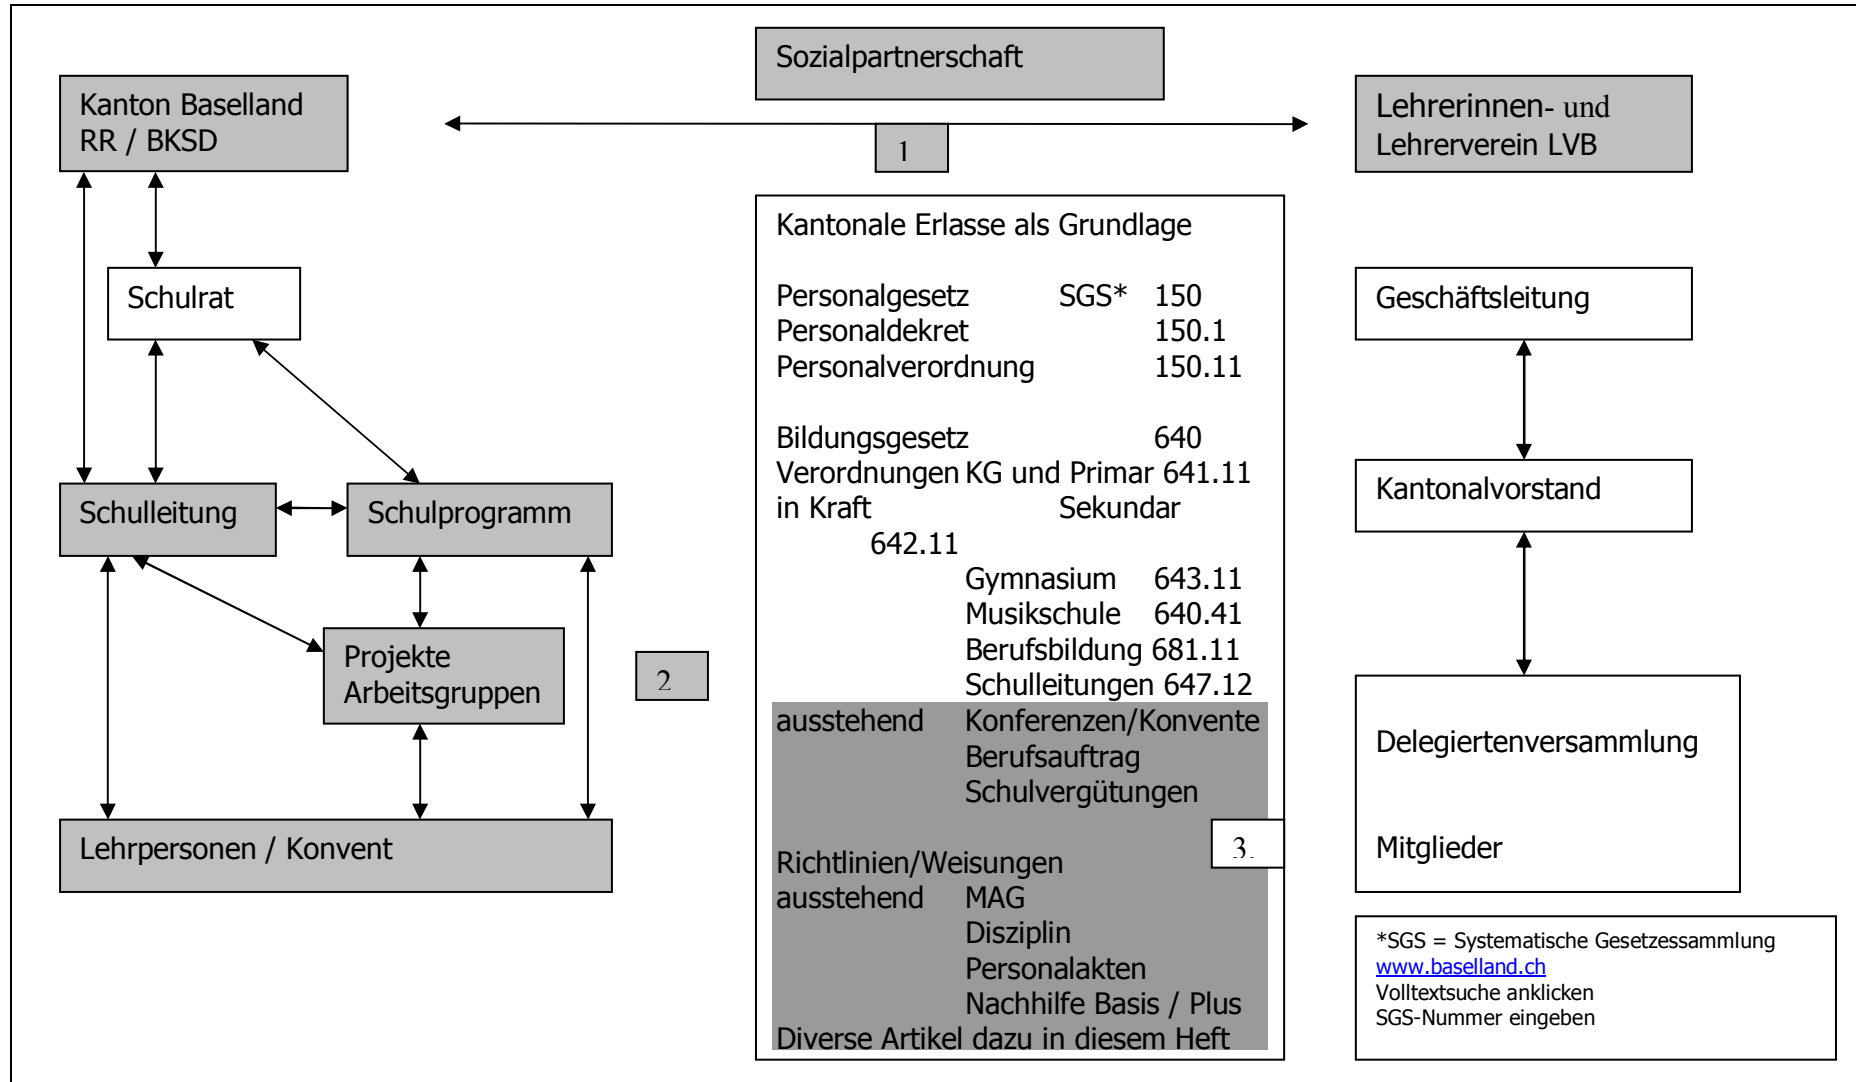 Sozialpartnerschaft
Kanton Baselland
RR / BKSD
Lehrerinnen- und
Lehrerverein LVB
1
Schulrat
Schulleitung
Schulprogramm
Projekte
Arbeitsgruppen
Lehrpersonen / Konvent
2
Kantonale Erlasse als Grundlage
Personalgesetz SGS* 150
Personaldekret 150.1
Personalverordnung 150.11
Bildungsgesetz 640
Verordnungen KG und Primar 641.11
in Kraft Sekundar
642.11
Gymnasium 643.11
Musikschule 640.41
Berufsbildung 681.11
Schulleitungen 647.12
ausstehend Konferenzen/Konvente
Berufsauftrag
Schulvergütungen
3.
Richtlinien/Weisungen
ausstehend MAG
Disziplin
Personalakten
Nachhilfe Basis / Plus
Diverse Artikel dazu in diesem Heft
Geschäftsleitung
Kantonalvorstand
Delegiertenversammlung
Mitglieder
*SGS = Systematische Gesetzessammlung
www.baselland.ch
Volltextsuche anklicken
SGS-Nummer eingeben